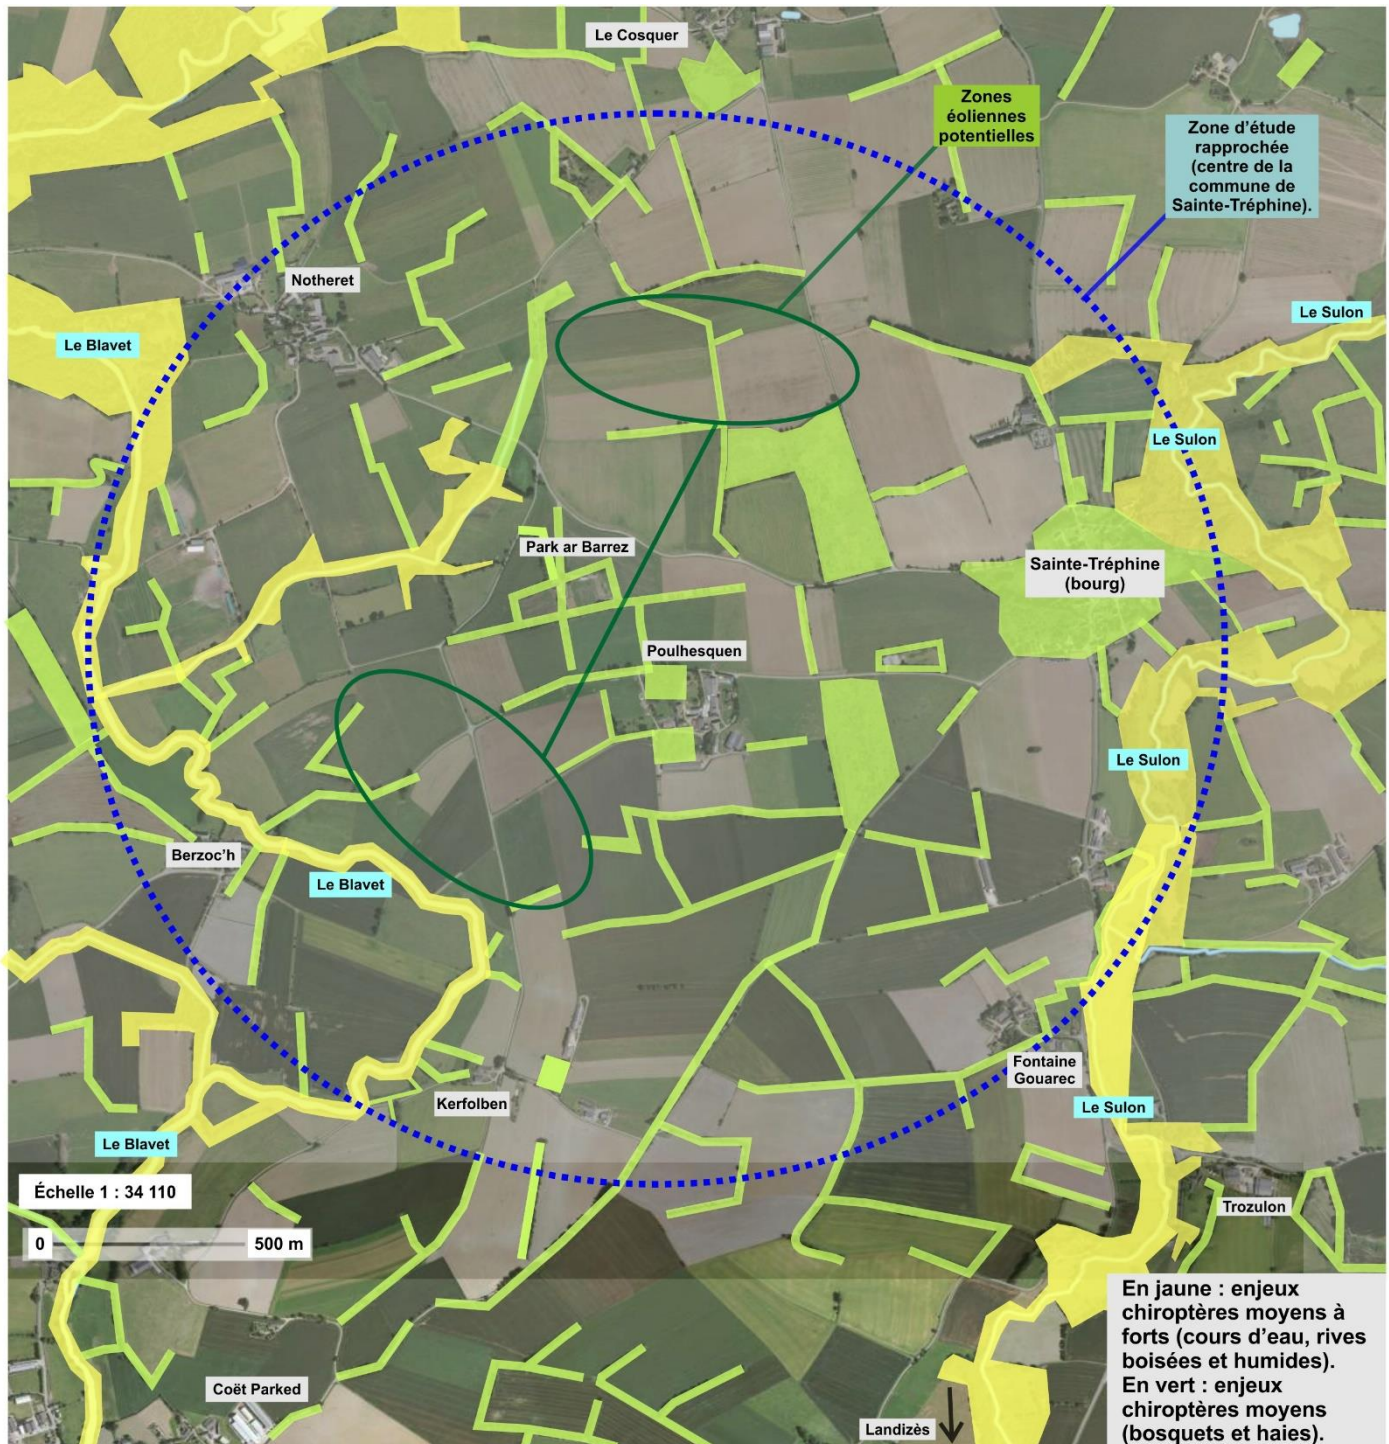 Le Cosquer
Zones
éoliennes
potentielles
Zone d'étude
rapprochée
(centre de la
commune de
Sainte-Tréphine).
Notheret
Le Sulon
Le Blavet
Le Sulon
Park ar Barrez
Sainte-Tréphine
(bourg)
Poulhesquen
Le Sulon
Berzoc'h
Le Blavet
Fontaine
Gouarec
Kerfolben
Le Sulon
Le Blavet
Échelle 1 : 34 110
Trozulon
0 500 m
En jaune : enjeux
chiroptères moyens à
forts (cours d'eau, rives
boisées et humides).
En vert : enjeux
chiroptères moyens
(bosquets et haies).
Coët Parked
Landizès